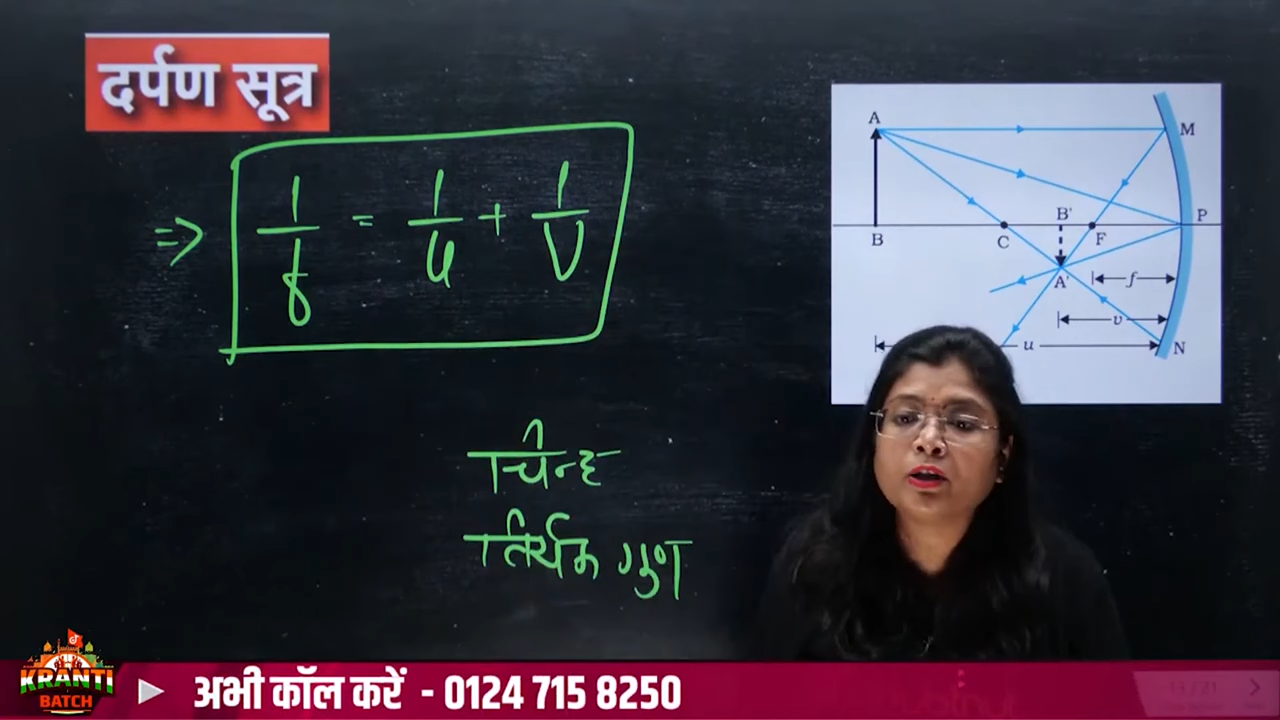 दर्पण सूत्र
⇒ 1/f = 1/u + 1/v
चिन्ह
तिर्यक गुण
A
M
B'
P
B
C
F
A'
f
v
u
N
KRANTI
BATCH
अभी कॉल करें - 0124 715 8250